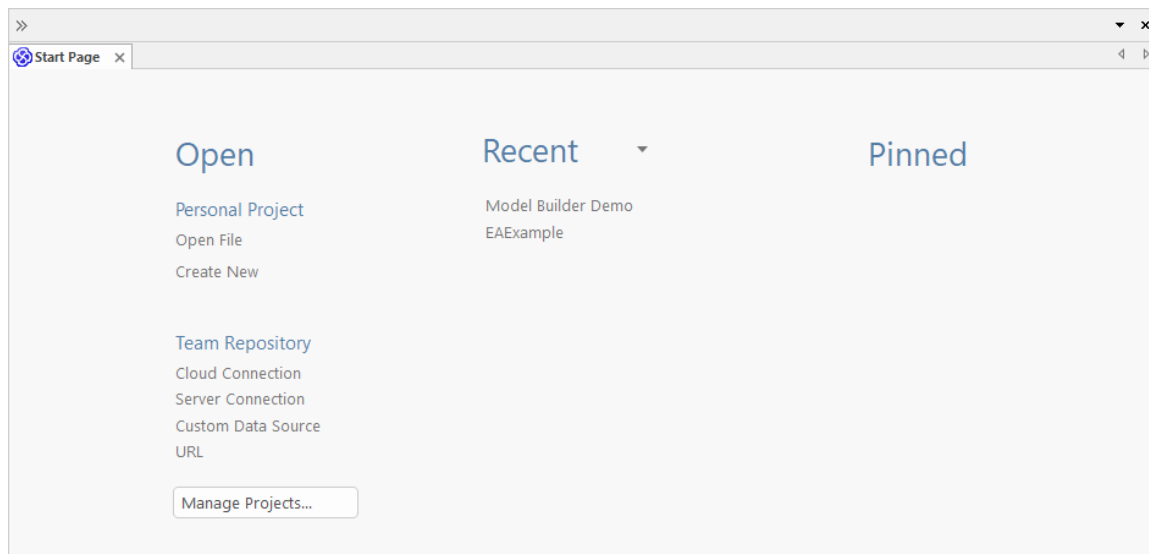 Start Page
Open
Personal Project
Open File
Create New
Team Repository
Cloud Connection
Server Connection
Custom Data Source
URL
Manage Projects...
Recent
Model Builder Demo
EAExample
Pinned